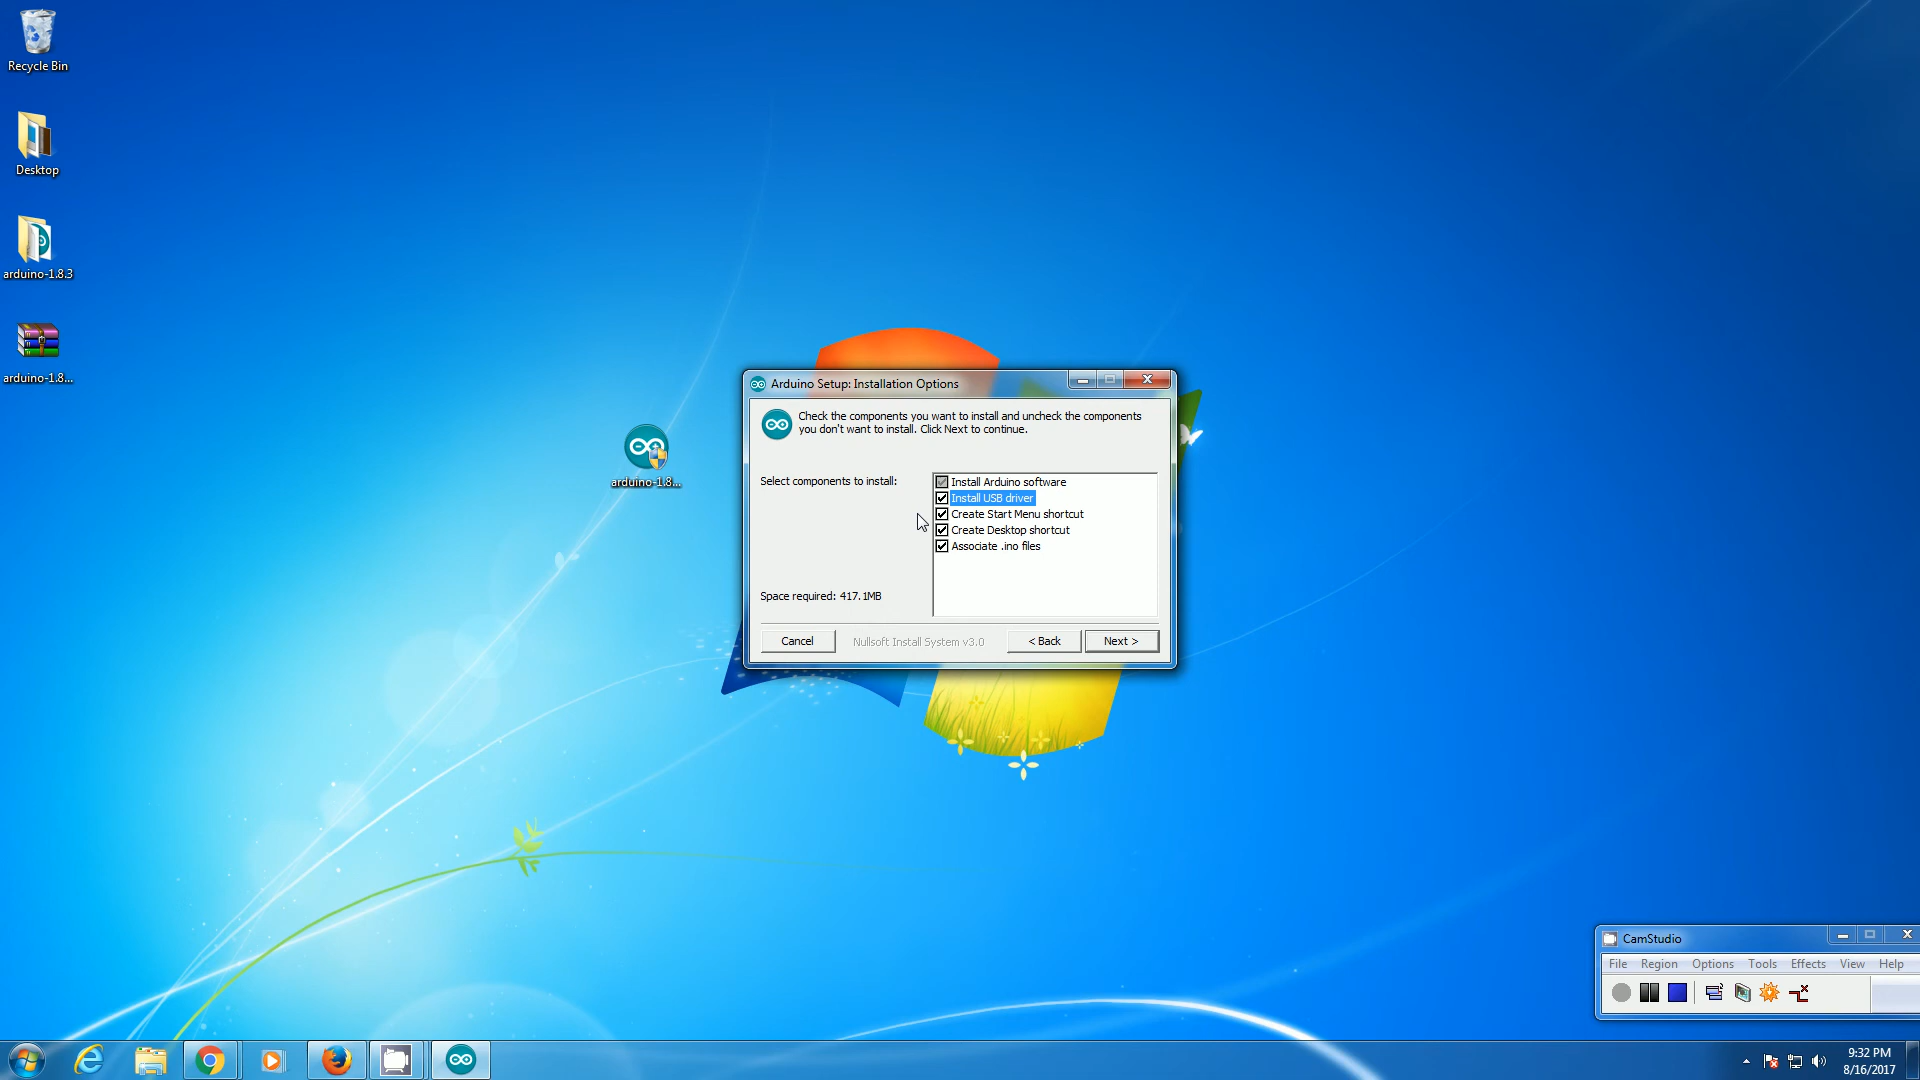 Recycle Bin
Desktop
arduino-1.8.3
arduino-1.8...
arduino-1.8...
Arduino Setup: Installation Options
Check the components you want to install and uncheck the components
you don't want to install. Click Next to continue.
Select components to install:
Install Arduino software
Install USB driver
Create Start Menu shortcut
Create Desktop shortcut
Associate .ino files
Space required: 417.1MB
Cancel
Nullsoft Install System v3.0
< Back
Next >
CamStudio
File Region Options Tools Effects View Help
9:32 PM
8/16/2017